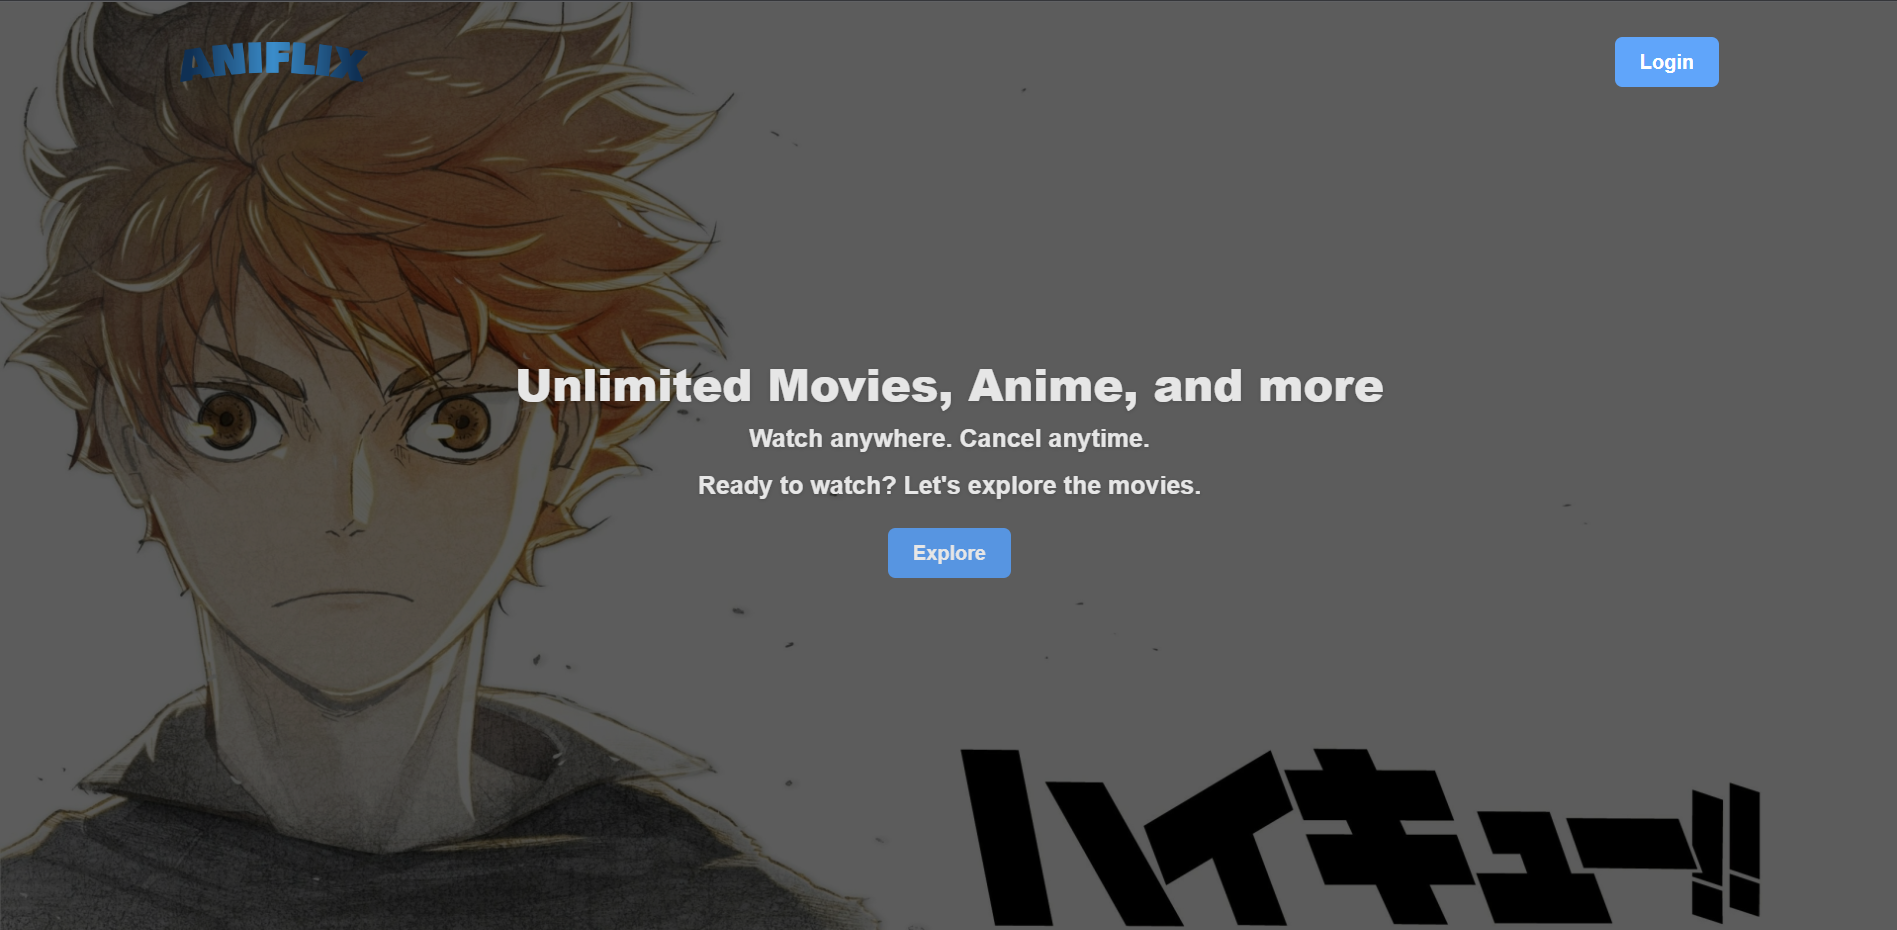 ANIFLIX
Login
Unlimited Movies, Anime, and more
Watch anywhere. Cancel anytime.
Ready to watch? Let's explore the movies.
Explore
ハイキュー!!